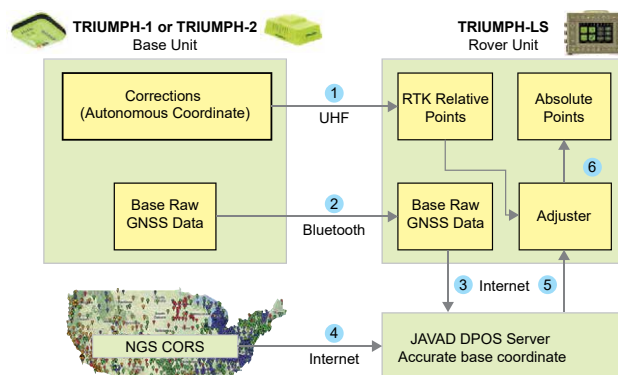 TRIUMPH-1 or TRIUMPH-2
Base Unit
TRIUMPH-LS
Rover Unit
Corrections
(Autonomous Coordinate)
1
UHF
RTK Relative
Points
Absolute
Points
6
Base Raw
GNSS Data
2
Bluetooth
Base Raw
GNSS Data
Adjuster
3 Internet 5
NGS CORS
4
Internet
JAVAD DPOS Server
Accurate base coordinate